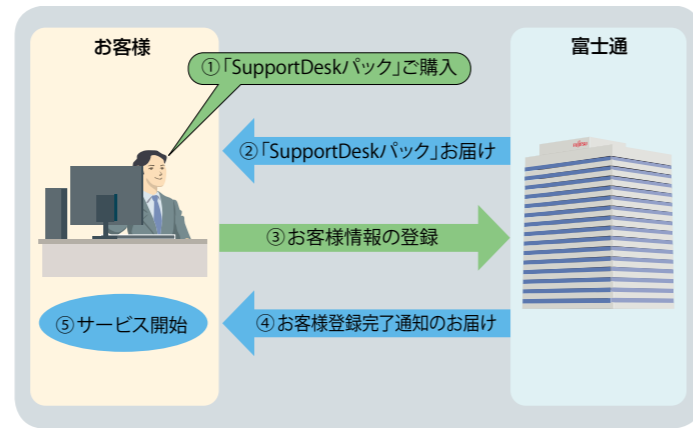 お客様
富士通
①「SupportDeskパック」ご購入
②「SupportDeskパック」お届け
③お客様情報の登録
④お客様登録完了通知のお届け
⑤サービス開始